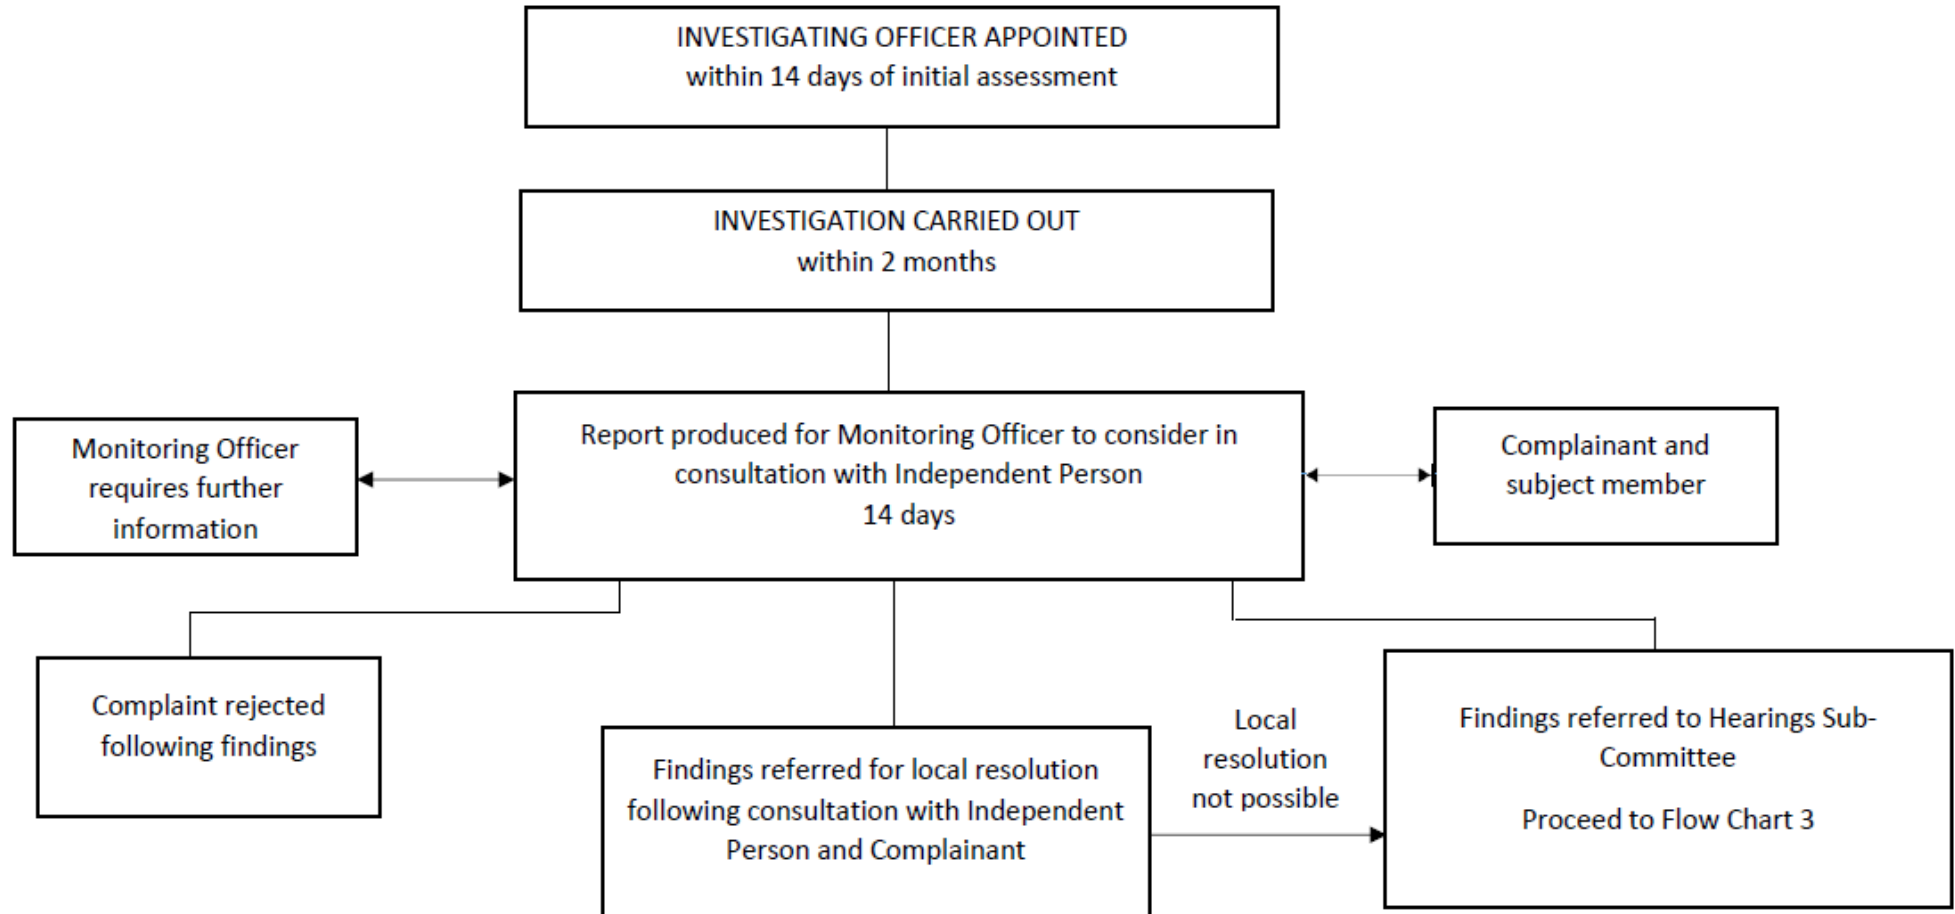 INVESTIGATING OFFICER APPOINTED
within 14 days of initial assessment
INVESTIGATION CARRIED OUT
within 2 months
Monitoring Officer
requires further
information
Report produced for Monitoring Officer to consider in
consultation with Independent Person
14 days
Complainant and
subject member
Complaint rejected
following findings
Findings referred for local resolution
following consultation with Independent
Person and Complainant
Local
resolution
not possible
Findings referred to Hearings Sub-
Committee
Proceed to Flow Chart 3